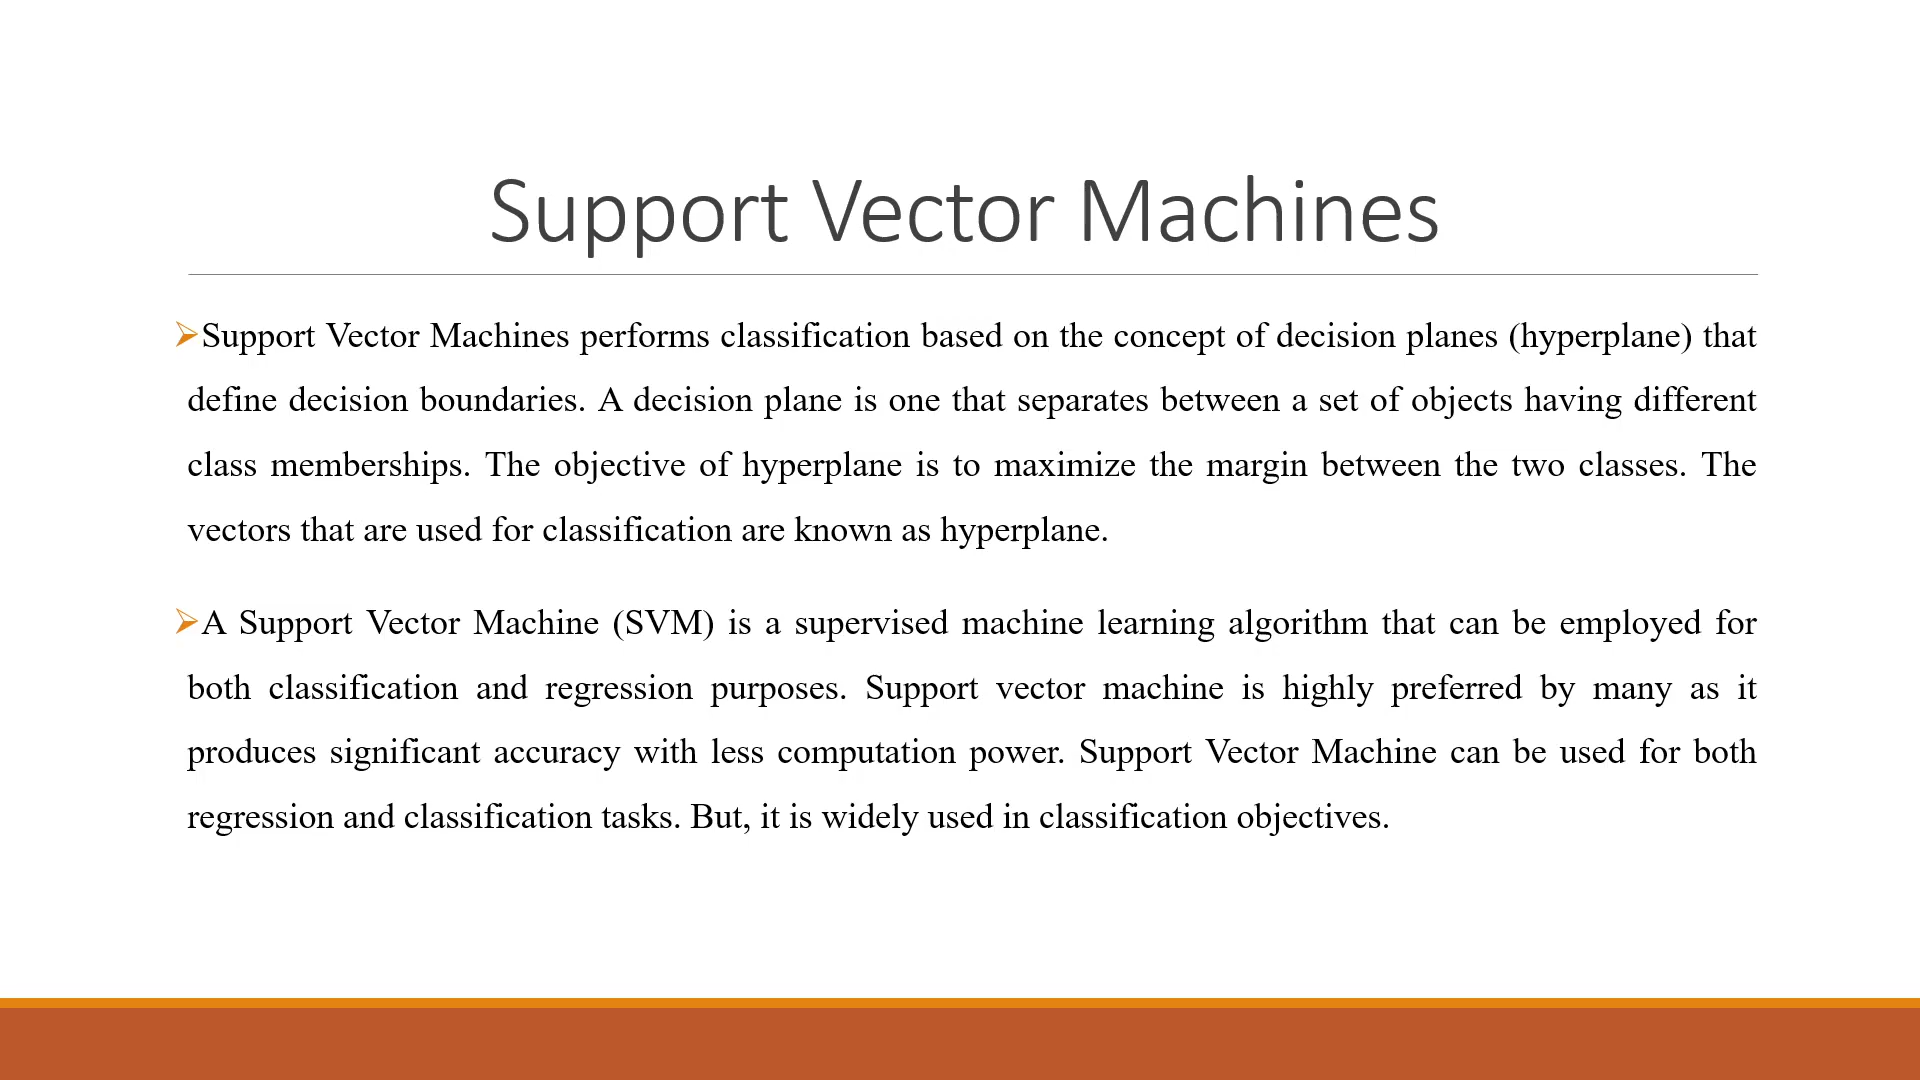 Support Vector Machines
Support Vector Machines performs classification based on the concept of decision planes (hyperplane) that
define decision boundaries. A decision plane is one that separates between a set of objects having different
class memberships. The objective of hyperplane is to maximize the margin between the two classes. The
vectors that are used for classification are known as hyperplane.
A Support Vector Machine (SVM) is a supervised machine learning algorithm that can be employed for
both classification and regression purposes. Support vector machine is highly preferred by many as it
produces significant accuracy with less computation power. Support Vector Machine can be used for both
regression and classification tasks. But, it is widely used in classification objectives.